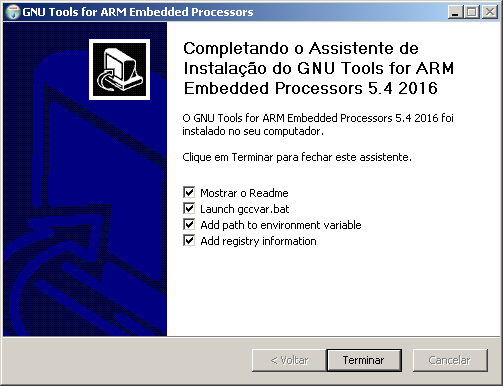 GNU Tools for ARM Embedded Processors
Completando o Assistente de
Instalação do GNU Tools for ARM
Embedded Processors 5.4 2016
O GNU Tools for ARM Embedded Processors 5.4 2016 foi
instalado no seu computador.
Clique em Terminar para fechar este assistente.
Mostrar o Readme
Launch gccvar.bat
Add path to environment variable
Add registry information
< Voltar
Terminar
Cancelar